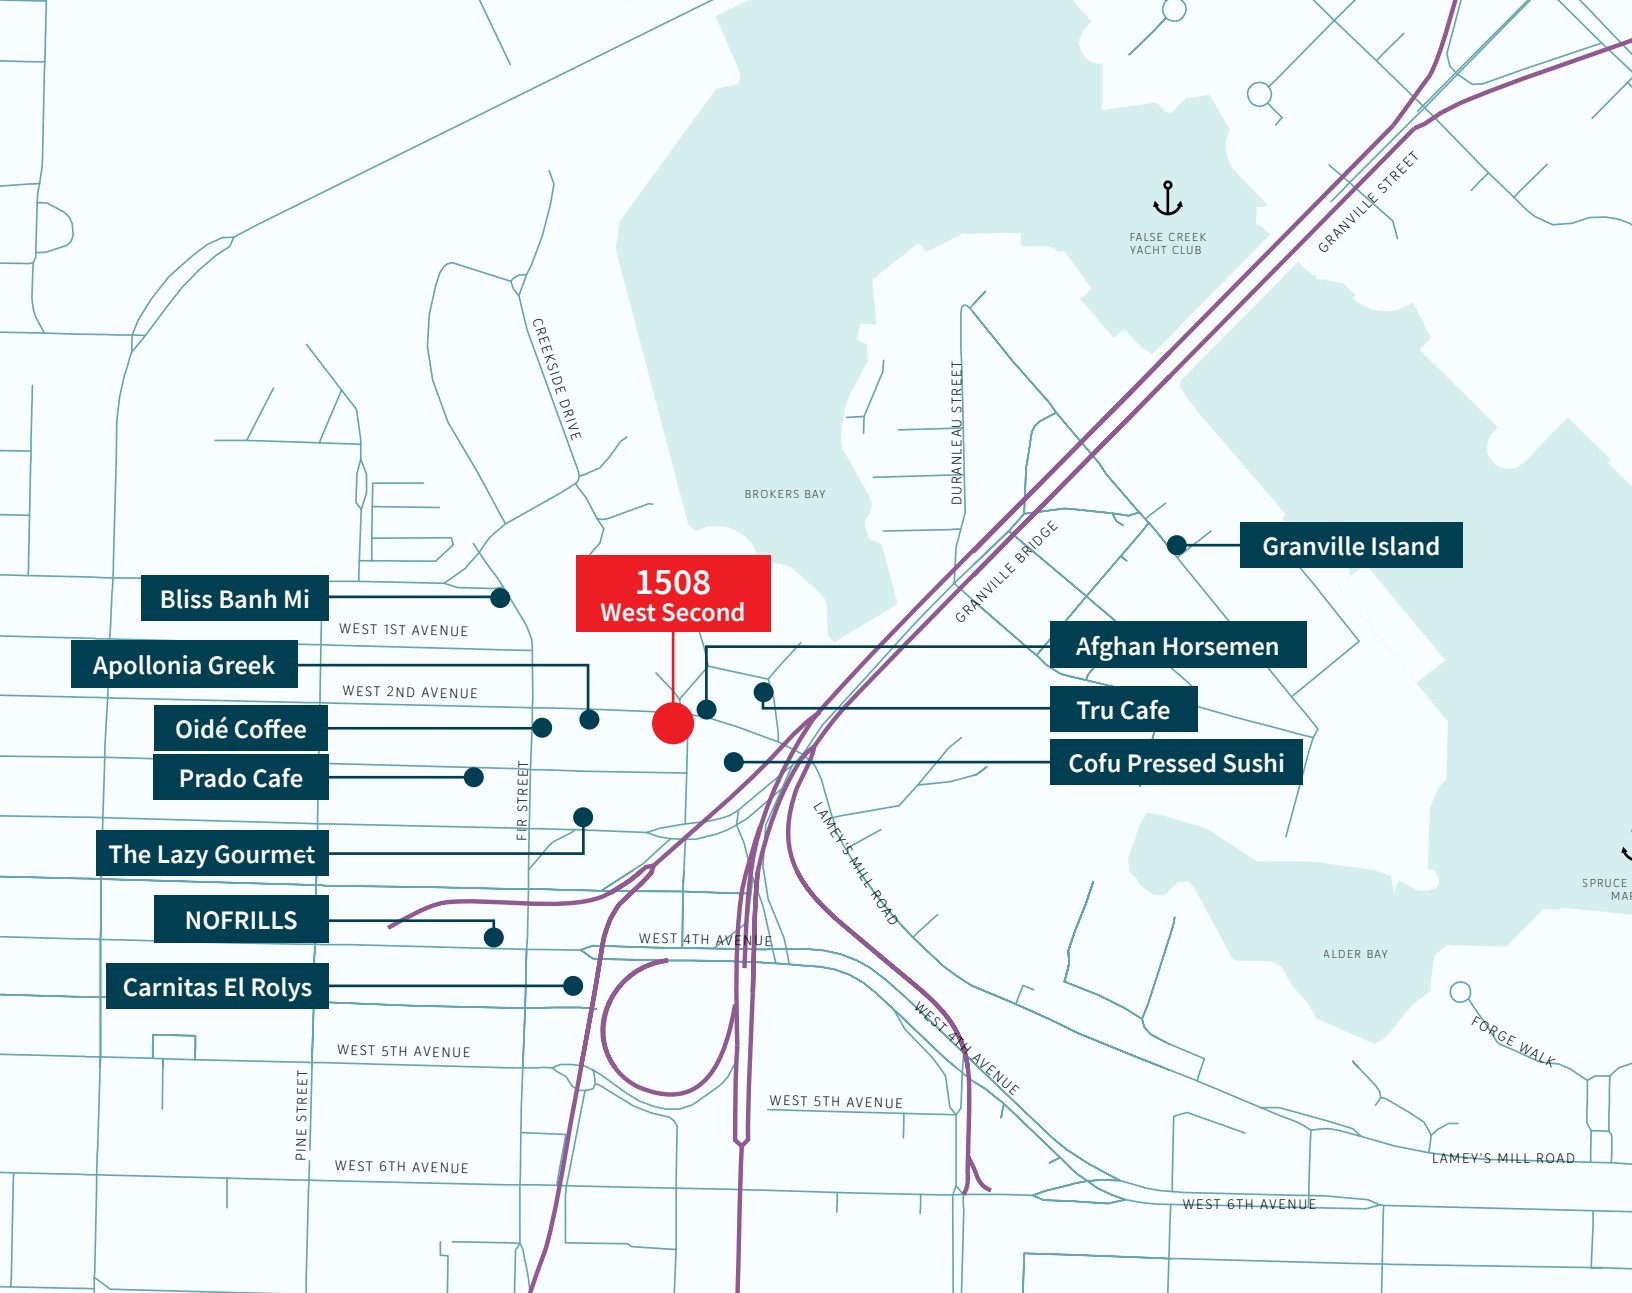 GRANVILLE STREET
FALSE CREEK
YACHT CLUB
CREEKSIDE DRIVE
DURANLEAU STREET
BROKERS BAY
GRANVILLE BRIDGE
Granville Island
1508
West Second
Bliss Banh Mi
WEST 1ST AVENUE
Afghan Horsemen
Apollonia Greek
WEST 2ND AVENUE
Tru Cafe
Oidé Coffee
Cofu Pressed Sushi
Prado Cafe
FIR STREET
LAMEY'S MILL ROAD
The Lazy Gourmet
SPRUCE
MAR
NOFRILLS
WEST 4TH AVENUE
ALDER BAY
Carnitas El Rolys
WEST 4TH AVENUE
FORGE WALK
WEST 5TH AVENUE
PINE STREET
WEST 5TH AVENUE
WEST 6TH AVENUE
LAMEY'S MILL ROAD
WEST 6TH AVENUE